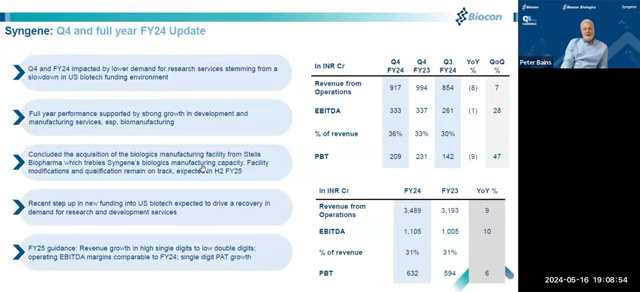 Biocon
Syngene: Q4 and full year FY24 Update
Q4 and FY24 impacted by lower demand for research services stemming from a
slowdown in US biotech funding environment
Full year performance supported by strong growth in development and
manufacturing services, esp. biomanufacturing
Concluded the acquisition of the biologics manufacturing facility from Stelis
Biopharma which trebles Syngene's biologics manufacturing capacity. Facility
modifications and qualification remain on track, expected in H2 FY25
Recent step up in new funding into US biotech expected to drive a recovery in
demand for research and development services
FY25 guidance: Revenue growth in high single digits to low double digits;
operating EBITDA margins comparable to FY24; single digit PAT growth
In INR Cr Q4 FY24 Q4 FY23 Q3 FY24 YoY % QoQ %
Revenue from Operations 917 994 854 (8) 7
EBITDA 333 337 261 (1) 28
% of revenue 36% 33% 30%
PBT 209 231 142 (9) 47
In INR Cr FY24 FY23 YoY %
Revenue from Operations 3,489 3,193 9
EBITDA 1,105 1,005 10
% of revenue 31% 31%
PBT 632 594 6
Biocon Biocon Biologics Syngene
Peter Bains
2024-05-16 19:08:54